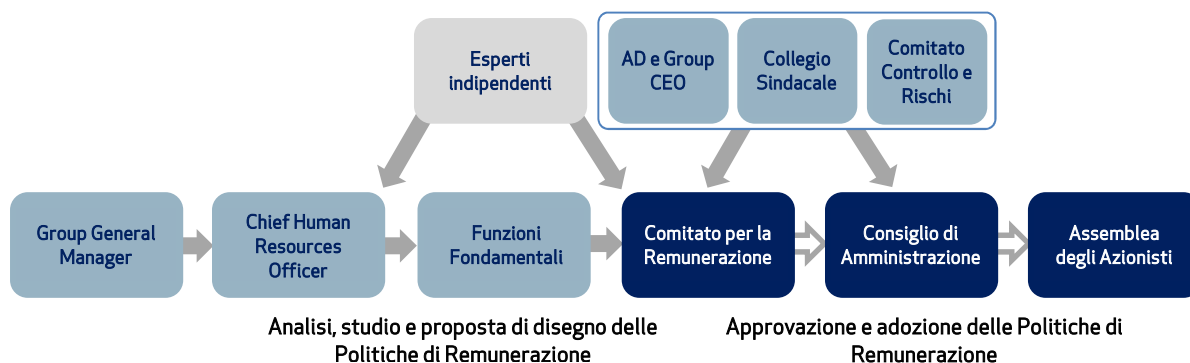 Esperti
indipendenti
AD e Group
CEO
Collegio
Sindacale
Comitato
Controllo e
Rischi
Group General
Manager
Chief Human
Resources
Officer
Funzioni
Fondamentali
Comitato per la
Remunerazione
Consiglio di
Amministrazione
Assemblea
degli Azionisti
Analisi, studio e proposta di disegno delle
Politiche di Remunerazione
Approvazione e adozione delle Politiche di
Remunerazione